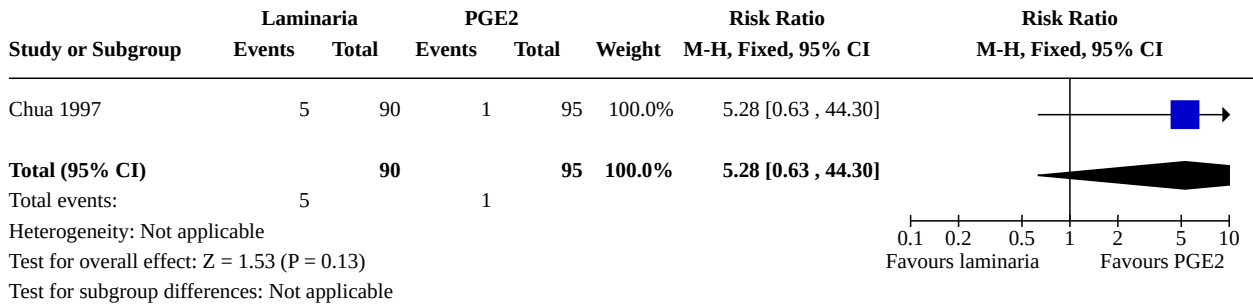 Laminaria PGE2 Risk Ratio Risk Ratio
Study or Subgroup Events Total Events Total Weight M-H, Fixed, 95% CI M-H, Fixed, 95% CI
Chua 1997 5 90 1 95 100.0% 5.28 [0.63 , 44.30]
Total (95% CI) 90 95 100.0% 5.28 [0.63 , 44.30]
Total events: 5 1
Heterogeneity: Not applicable 0.1 0.2 0.5 1 2 5 10
Test for overall effect: Z = 1.53 (P = 0.13) Favours laminaria Favours PGE2
Test for subgroup differences: Not applicable